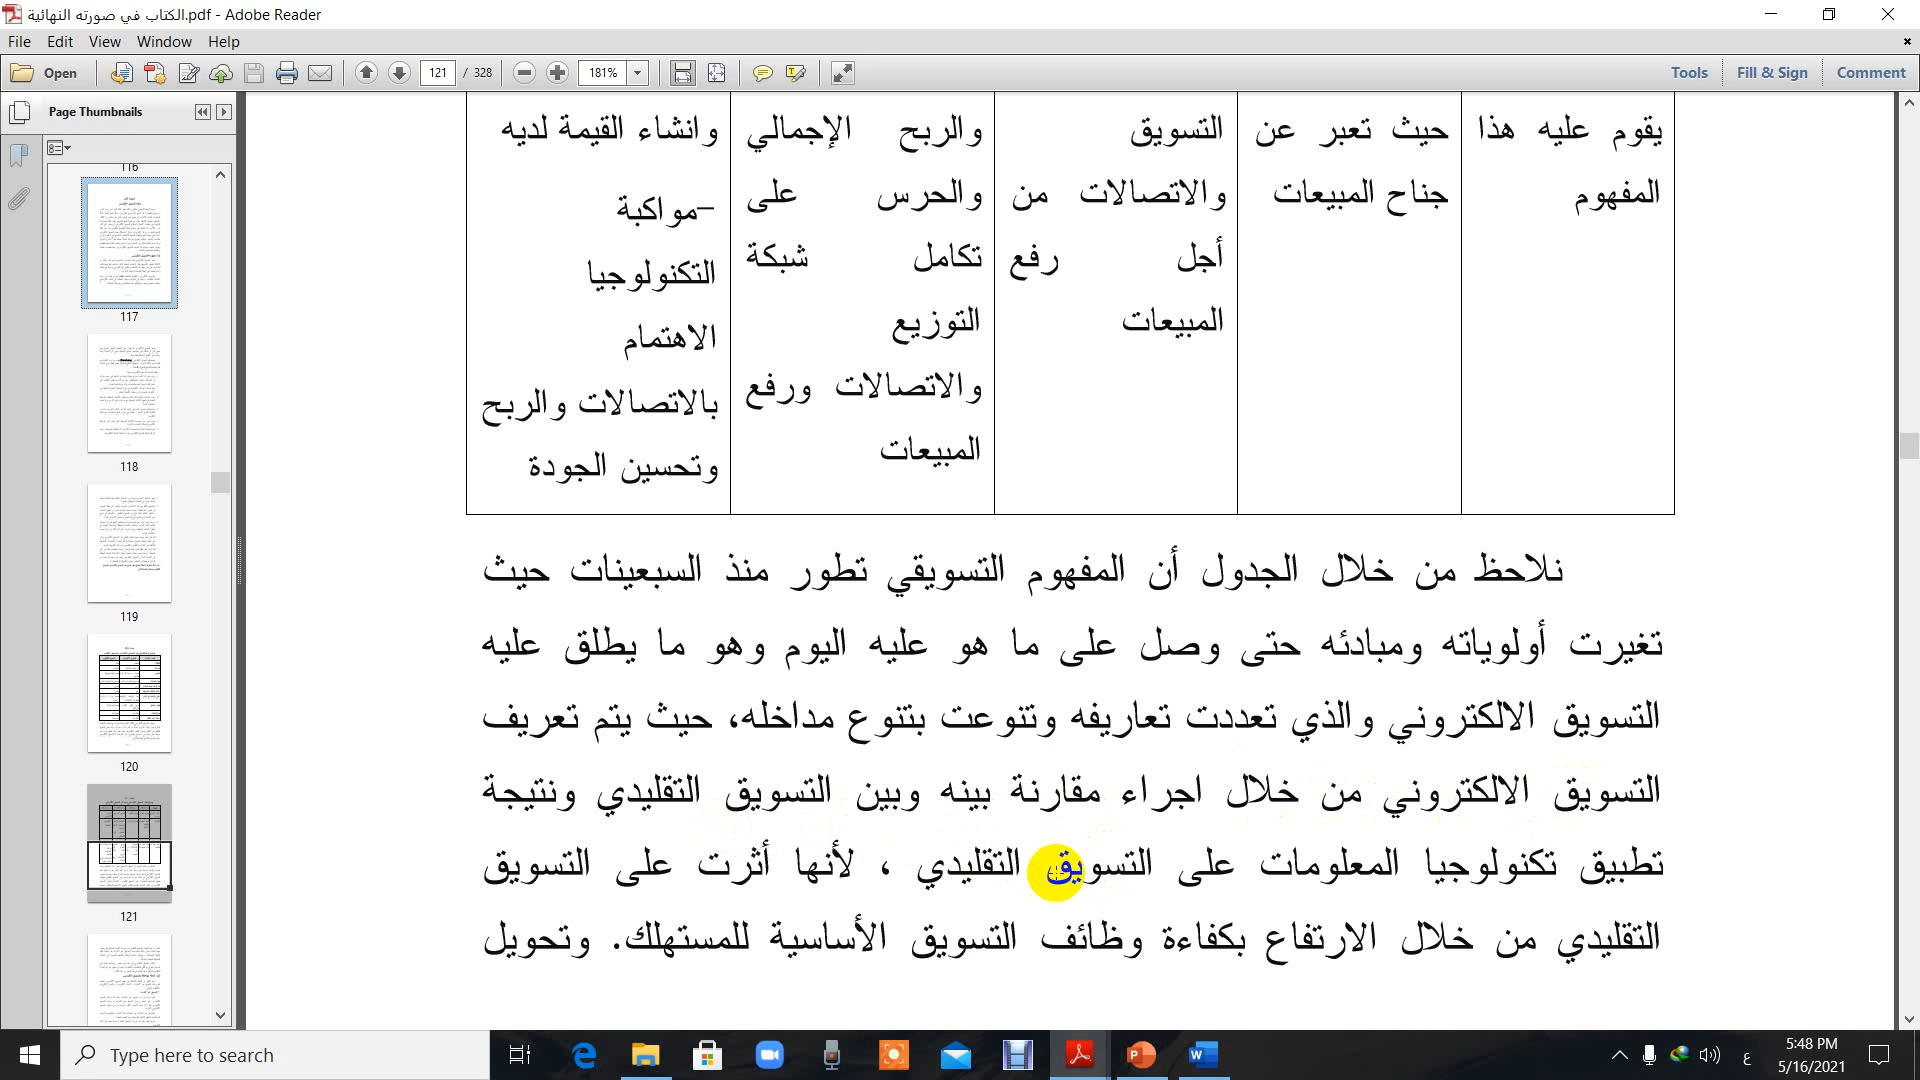 الكتاب في صورته النهائية.pdf - Adobe Reader
File Edit View Window Help
Open 121 / 328 181% Tools Fill & Sign Comment
Page Thumbnails
116
117
118
119
120
121
يقوم عليه هذا
المفهوم
حيث تعبر عن
جناح المبيعات
التسويق
والاتصالات من
أجل رفع
المبيعات
والربح الإجمالي
والحرس على
تكامل شبكة
التوزيع
والاتصالات ورفع
المبيعات
وانشاء القيمة لديه
–مواكبة
التكنولوجيا
الاهتمام
بالاتصالات والربح
وتحسين الجودة
نلاحظ من خلال الجدول أن المفهوم التسويقي تطور منذ السبعينات حيث
تغيرت أولوياته ومبادئه حتى وصل على ما هو عليه اليوم وهو ما يطلق عليه
التسويق الالكتروني والذي تعددت تعاريفه وتنوعت بتنوع مداخله، حيث يتم تعريف
التسويق الالكتروني من خلال اجراء مقارنة بينه وبين التسويق التقليدي ونتيجة
تطبيق تكنولوجيا المعلومات على التسويق التقليدي ، لأنها أثرت على التسويق
التقليدي من خلال الارتفاع بكفاءة وظائف التسويق الأساسية للمستهلك. وتحويل
Type here to search
ع
5:48 PM
5/16/2021